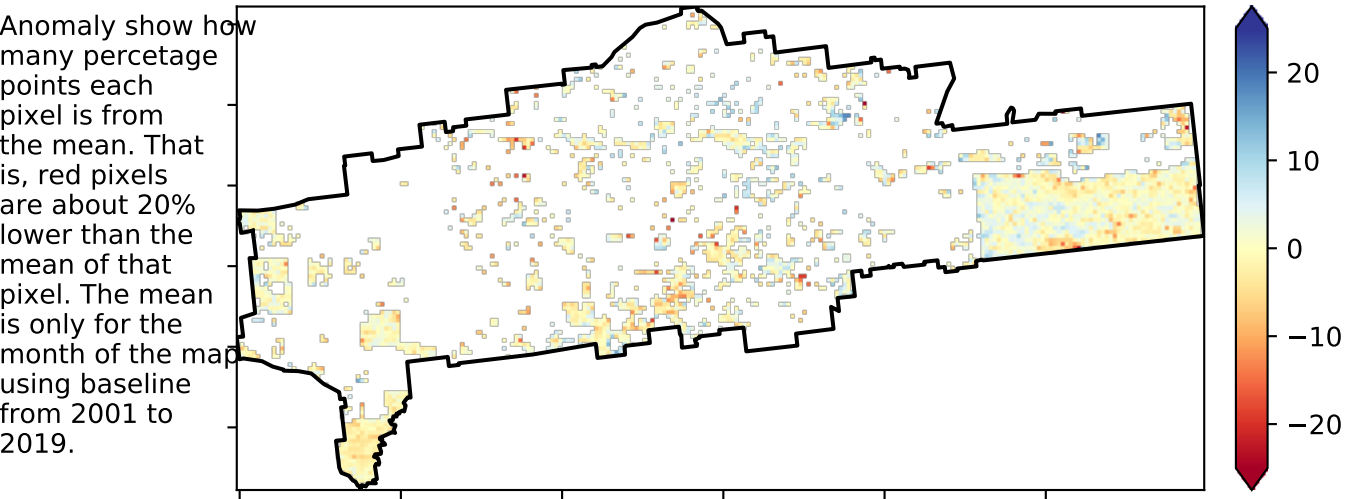 Anomaly show how
many percetage
points each
pixel is from
the mean. That
is, red pixels
are about 20%
lower than the
mean of that
pixel. The mean
is only for the
month of the map
using baseline
from 2001 to
2019.
20
10
0
−10
−20